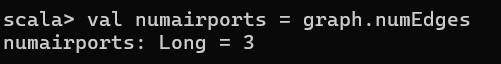 scala> val numairports = graph.numEdges
numairports: Long = 3